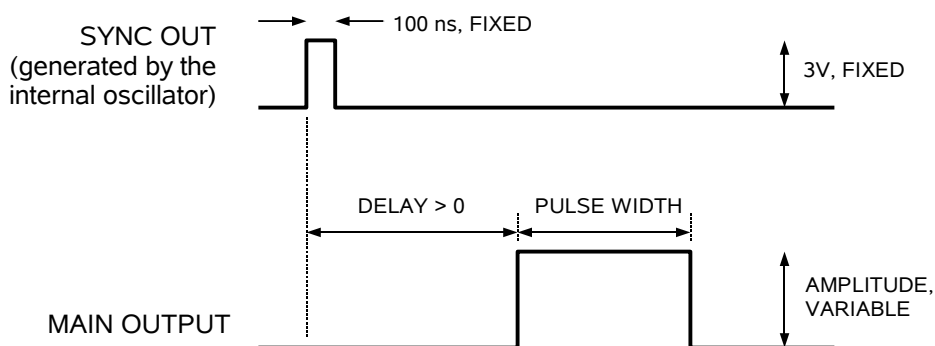 100 ns, FIXED
SYNC OUT
(generated by the
internal oscillator)
3V, FIXED
DELAY > 0
PULSE WIDTH
AMPLITUDE,
VARIABLE
MAIN OUTPUT